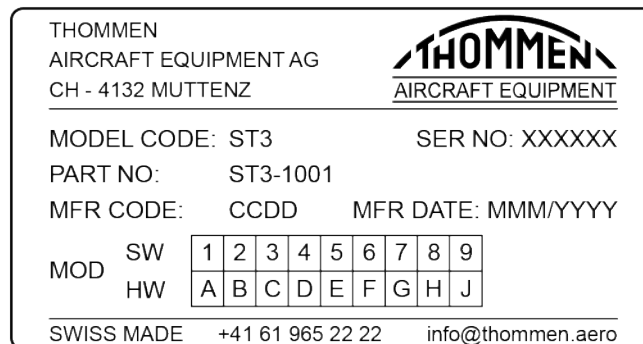 THOMMEN
AIRCRAFT EQUIPMENT AG
CH - 4132 MUTTENZ
THOMMEN
AIRCRAFT EQUIPMENT
MODEL CODE: ST3 SER NO: XXXXXX
PART NO: ST3-1001
MFR CODE: CCDD MFR DATE: MMM/YYYY
MOD
SW 1 2 3 4 5 6 7 8 9
HW A B C D E F G H J
SWISS MADE +41 61 965 22 22 info@thommen.aero